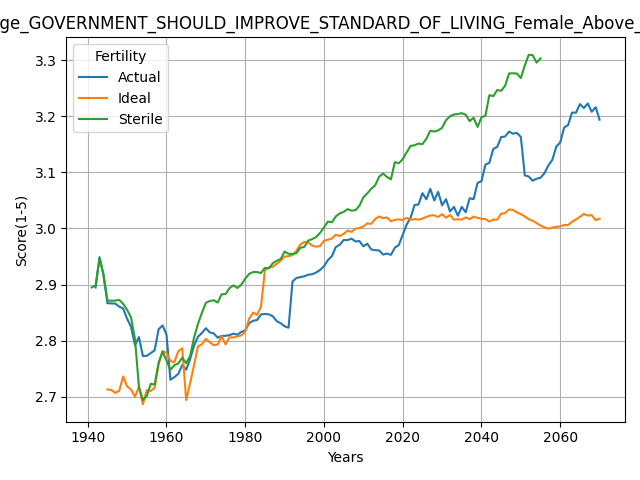 ge_GOVERNMENT_SHOULD_IMPROVE_STANDARD_OF_LIVING_Female_Above_
Fertility
Actual
Ideal
Sterile
Score(1-5)
3.3
3.2
3.1
3.0
2.9
2.8
2.7
1940 1960 1980 2000 2020 2040 2060
Years